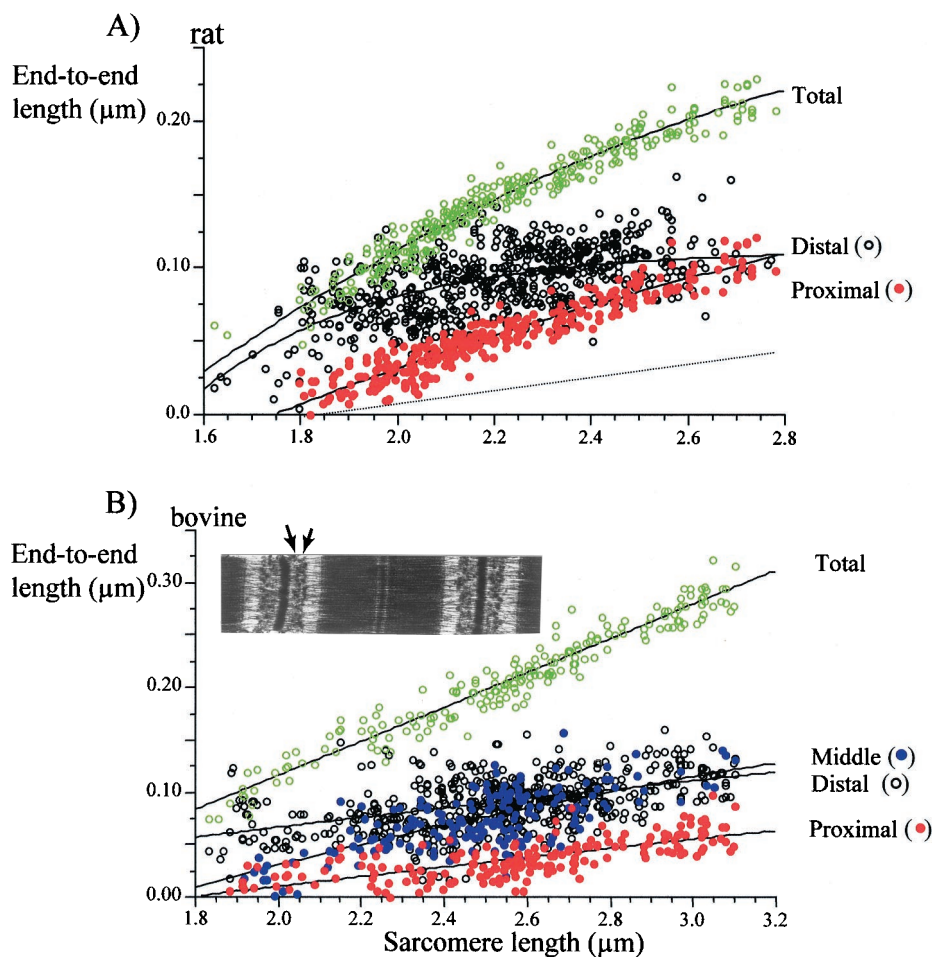 A)
rat
End-to-end
length (µm)
0.20
0.10
0.0
1.6 1.8 2.0 2.2 2.4 2.6 2.8
Total
Distal (o)
Proximal (•)
B)
bovine
End-to-end
length (µm)
0.30
0.20
0.10
0.00
1.8 2.0 2.2 2.4 2.6 2.8 3.0 3.2
Total
Middle (•)
Distal (o)
Proximal (•)
Sarcomere length (µm)